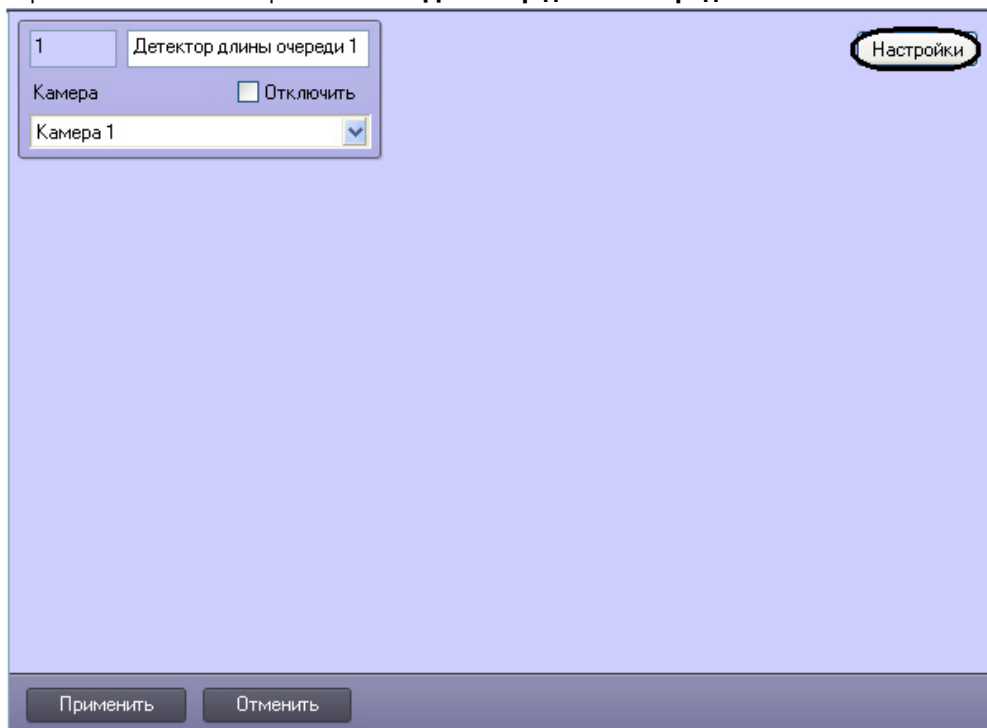 1 Детектор длины очереди 1
Настройки
Камера Отключить
Камера 1
Применить Отменить